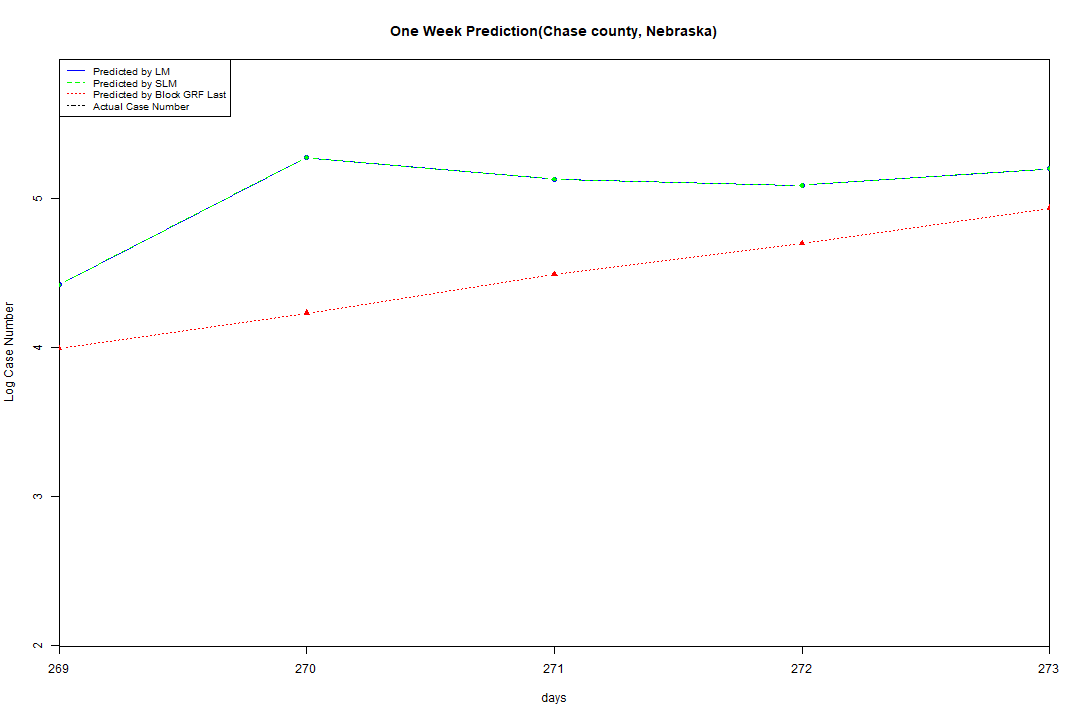 One Week Prediction(Chase county, Nebraska)
Predicted by LM
Predicted by SLM
Predicted by Block GRF Last
Actual Case Number
5
4
3
2
Log Case Number
269 270 271 272 273
days